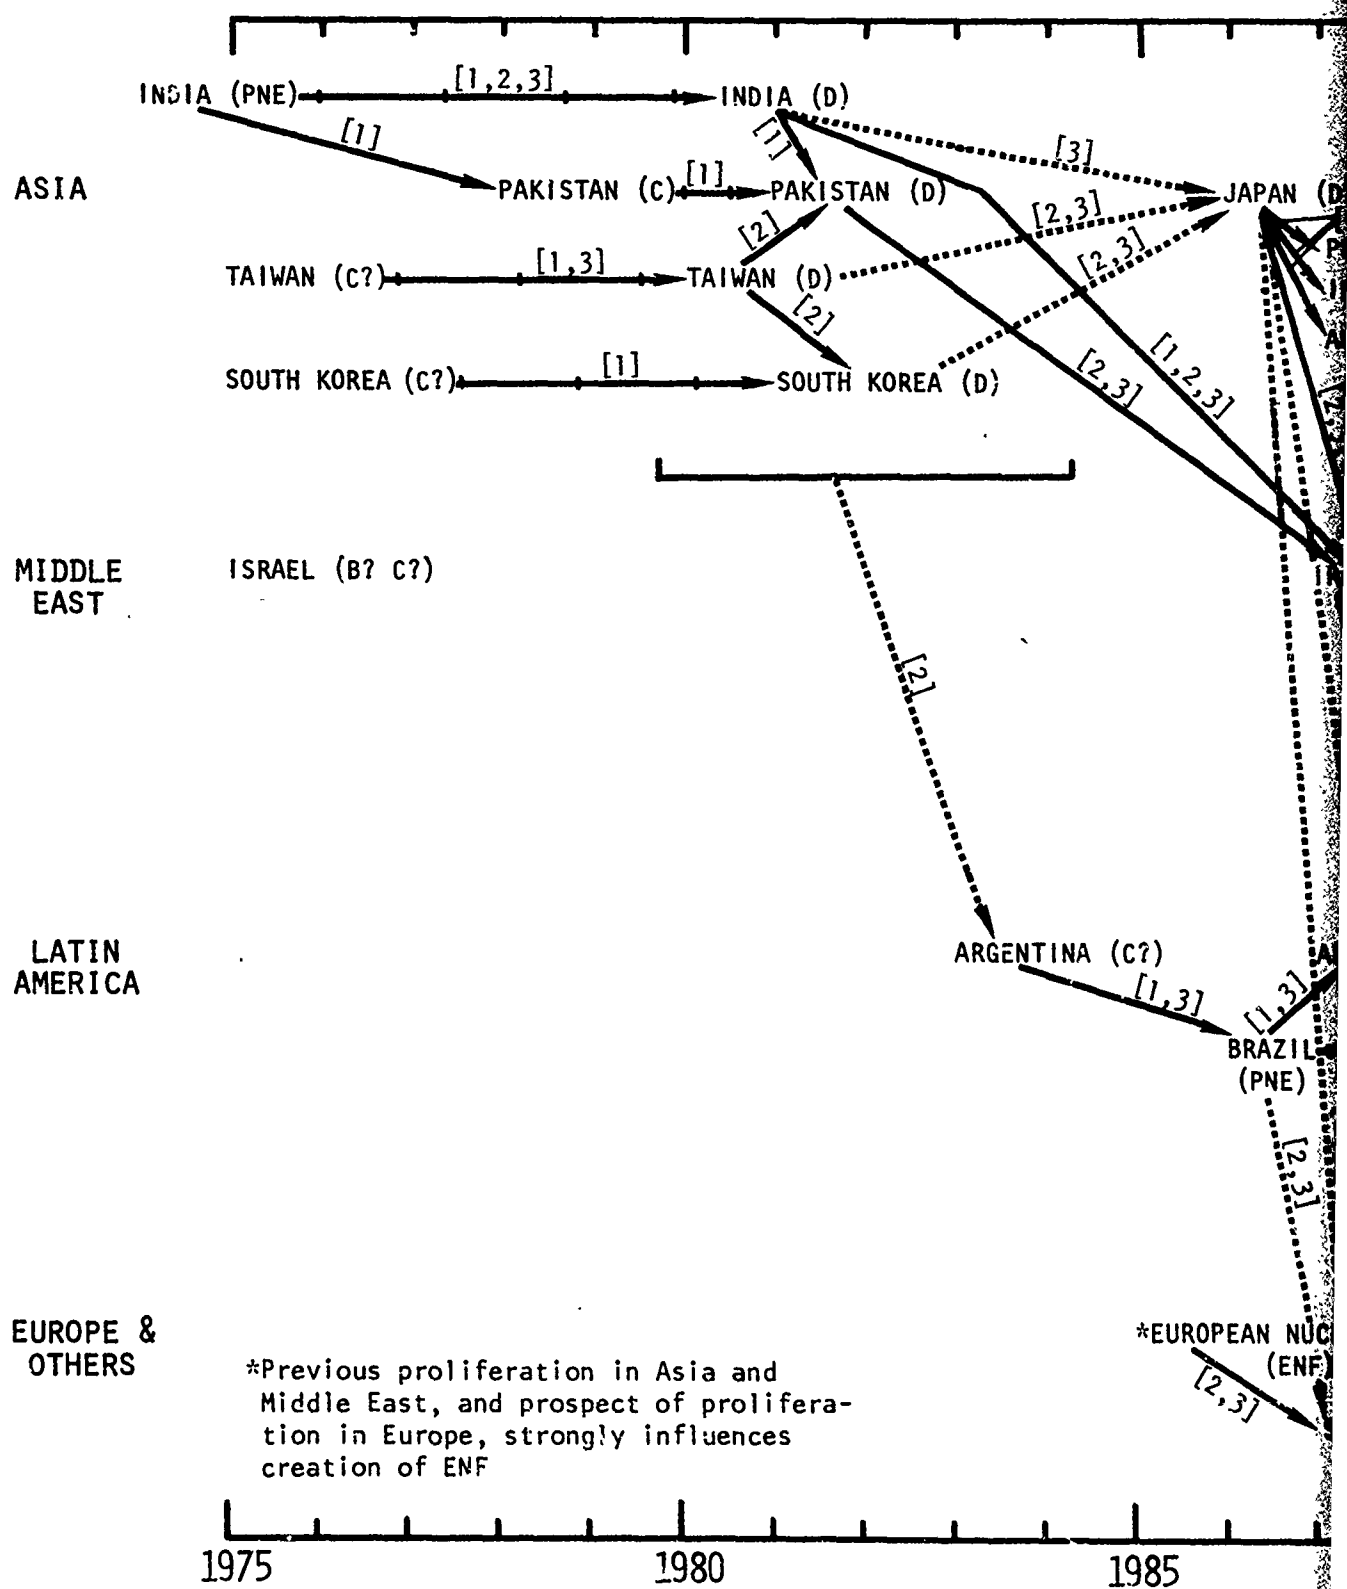 [1,2,3]
INDIA (PNE)
INDIA (D)
[1]
[1]
[3]
ASIA
PAKISTAN (C)
[1]
PAKISTAN (D)
JAPAN (D
[2]
[2,3]
[2,3]
TAIWAN (C?)
[1,3]
TAIWAN (D)
[2]
SOUTH KOREA (C?)
[1]
SOUTH KOREA (D)
[2,3]
[1,2,3]
MIDDLE
EAST
ISRAEL (B? C?)
[2]
LATIN
AMERICA
ARGENTINA (C?)
[1,3]
[1,3]
BRAZIL
(PNE)
[2,3]
EUROPE &
OTHERS
*EUROPEAN NUC
(ENF)
[2,3]
*Previous proliferation in Asia and
Middle East, and prospect of prolifera-
tion in Europe, strongly influences
creation of ENF
1975
1980
1985